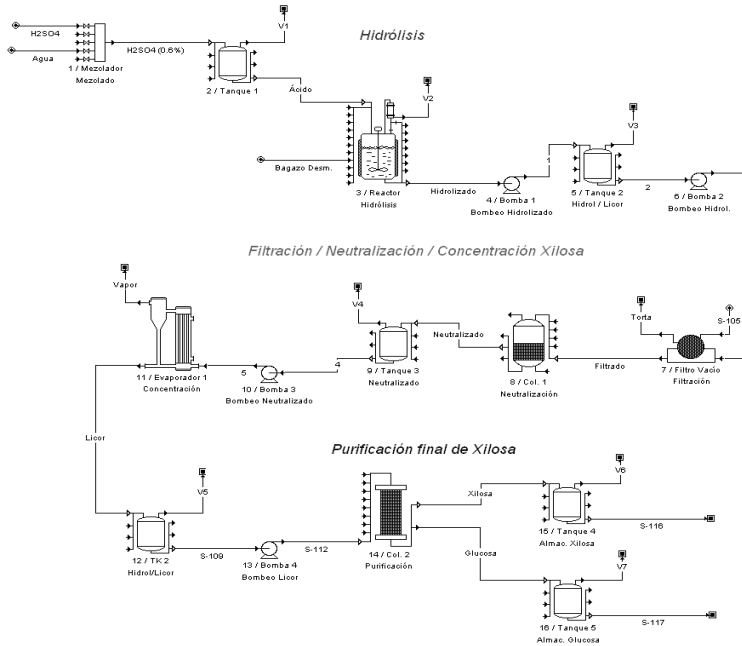 V1
Hidrólisis
H2SO4
H2SO4 (0.6%)
Agua
1 / Mezclador
Mezclado
2 / Tanque 1
Ácido
V2
V3
Bagazo Desm.
3 / Reactor
Hidrólisis
Hidrolizado
1
4 / Bomba 1
Bombeo Hidrolizado
5 / Tanque 2
Hidrol / Licor
2
6 / Bomba 2
Bombeo Hidrol.
Filtración / Neutralización / Concentración Xilosa
Vapor
V4
Neutralizado
Torta
S-105
11 / Evaporador 1
Concentración
5
10 / Bomba 3
Bombeo Neutralizado
4
9 / Tanque 3
Neutralizado
8 / Col. 1
Neutralización
Filtrado
7 / Filtro Vacío
Filtración
Licor
Purificación final de Xilosa
V5
V6
Xilosa
12 / TK 2
Hidrol/Licor
S-109
13 / Bomba 4
Bombeo Licor
S-112
14 / Col. 2
Purificación
15 / Tanque 4
Almac. Xilosa
S-116
Glucosa
V7
16 / Tanque 5
Almac. Glucosa
S-117